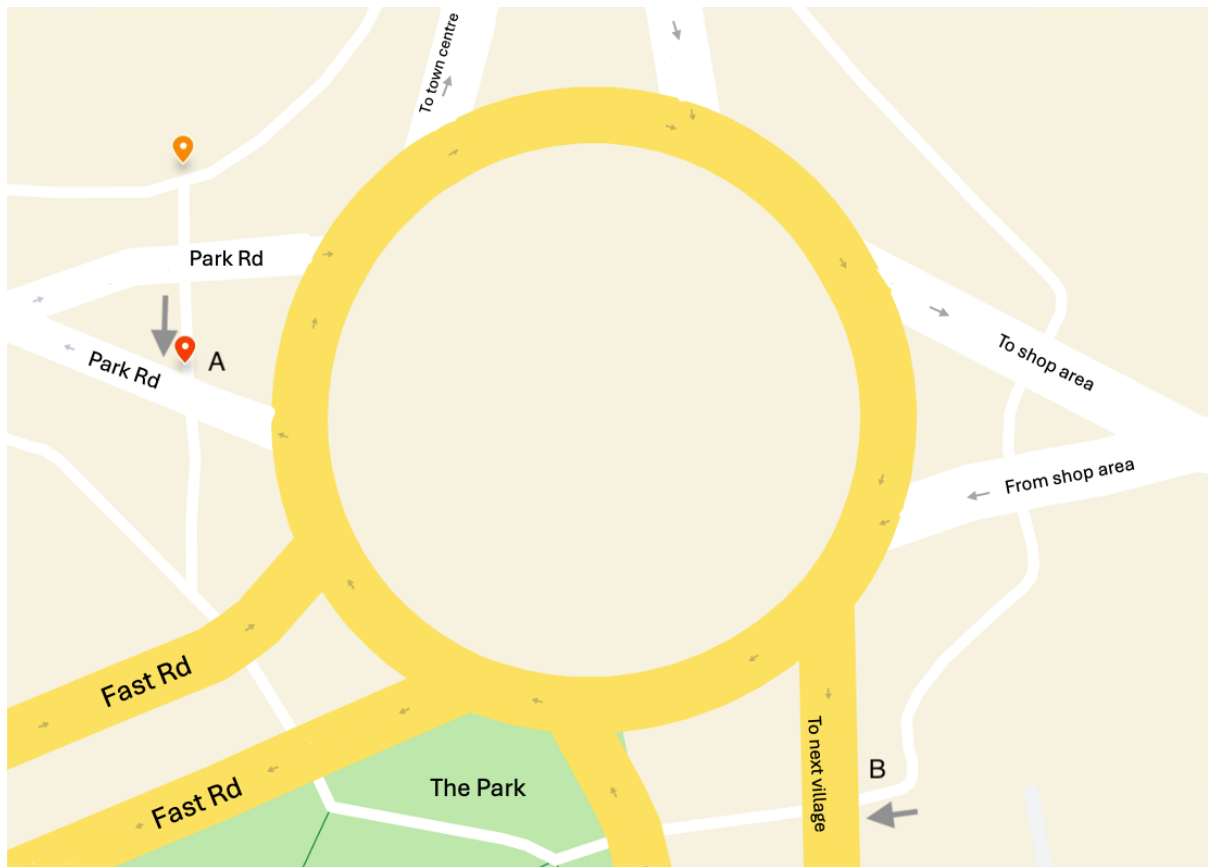 To town centre
Park Rd
A
Park Rd
To shop area
From shop area
Fast Rd
To next village
B
The Park
Fast Rd